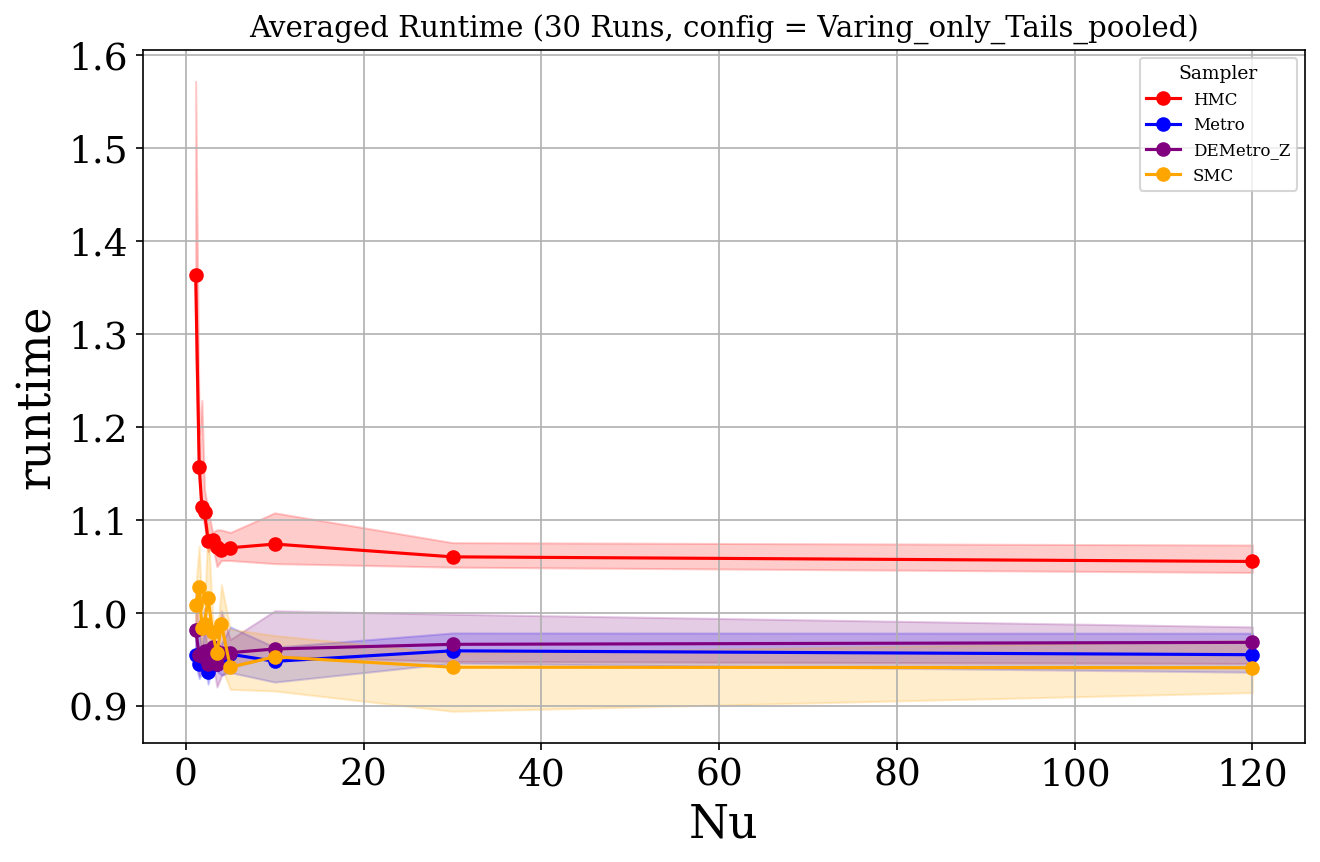 Averaged Runtime (30 Runs, config = Varing_only_Tails_pooled)
1.6
1.5
1.4
1.3
1.2
1.1
1.0
0.9
runtime
Sampler
HMC
Metro
DEMetro_Z
SMC
0 20 40 60 80 100 120
Nu